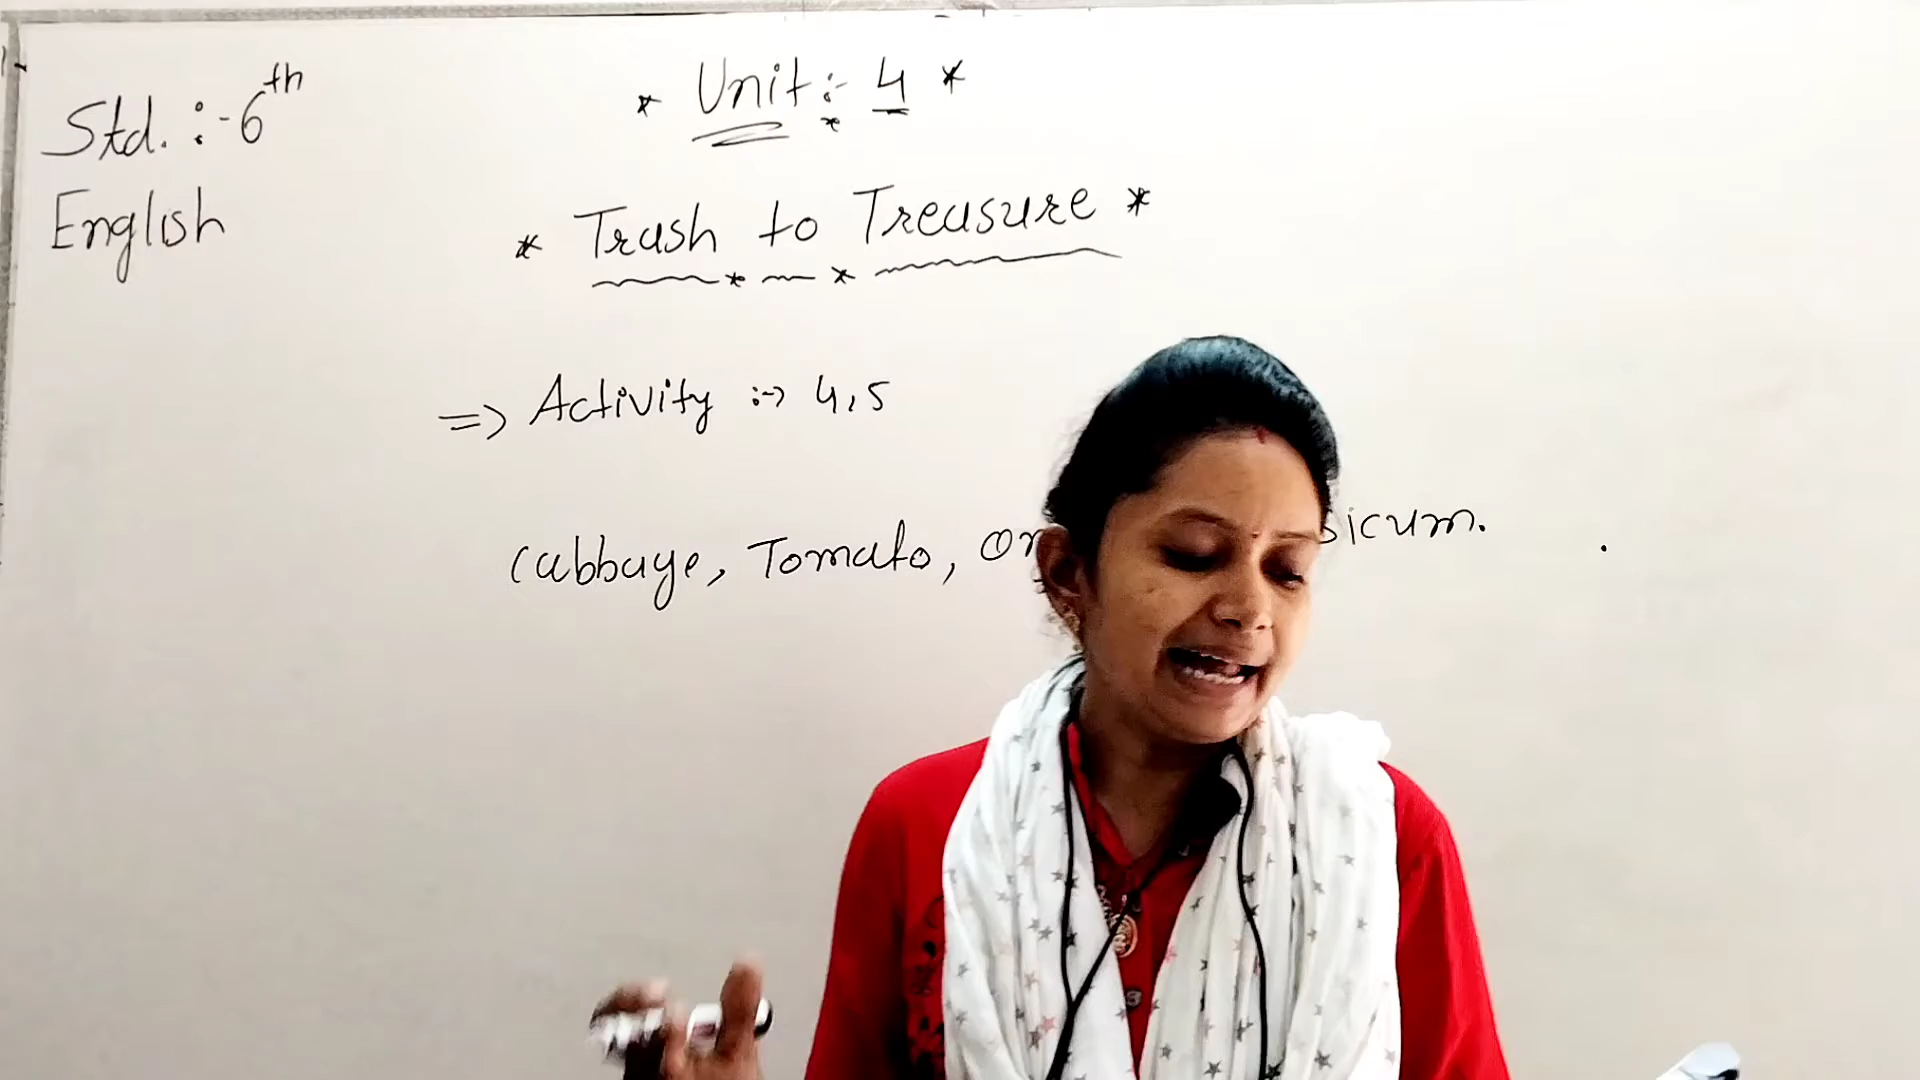 Std. :- 6th
English
* Unit :- 4 *
* Trash to Treasure *
=> Activity :-> 4,5
Cabbage, Tomato,